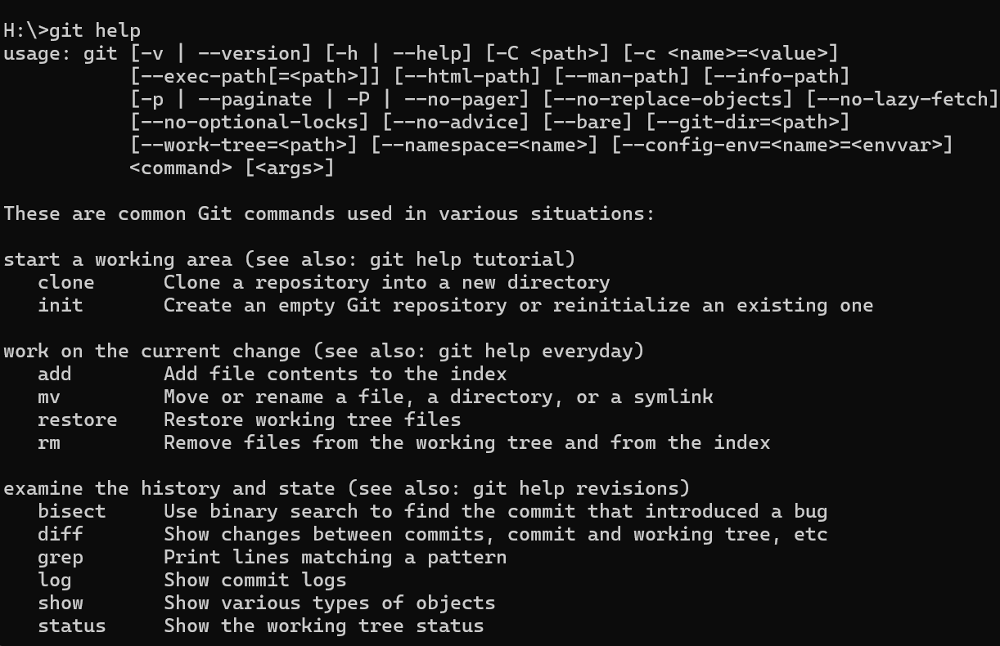 H:\>git help
usage: git [-v | --version] [-h | --help] [-C <path>] [-c <name>=<value>]
           [--exec-path[=<path>]] [--html-path] [--man-path] [--info-path]
           [-p | --paginate | -P | --no-pager] [--no-replace-objects] [--no-lazy-fetch]
           [--no-optional-locks] [--no-advice] [--bare] [--git-dir=<path>]
           [--work-tree=<path>] [--namespace=<name>] [--config-env=<name>=<envvar>]
           <command> [<args>]

These are common Git commands used in various situations:

start a working area (see also: git help tutorial)
   clone      Clone a repository into a new directory
   init       Create an empty Git repository or reinitialize an existing one

work on the current change (see also: git help everyday)
   add        Add file contents to the index
   mv         Move or rename a file, a directory, or a symlink
   restore    Restore working tree files
   rm         Remove files from the working tree and from the index

examine the history and state (see also: git help revisions)
   bisect     Use binary search to find the commit that introduced a bug
   diff       Show changes between commits, commit and working tree, etc
   grep       Print lines matching a pattern
   log        Show commit logs
   show       Show various types of objects
   status     Show the working tree status